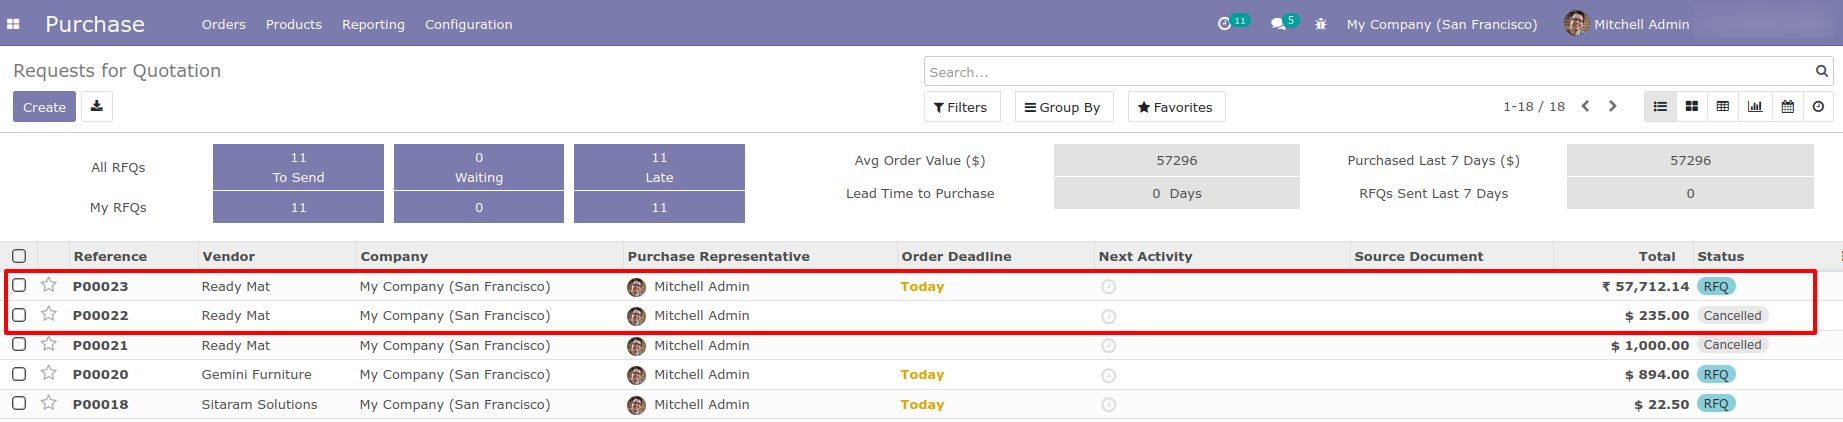 Purchase Orders Products Reporting Configuration 11 5 My Company (San Francisco) Mitchell Admin
Requests for Quotation Search...
Create Filters Group By Favorites 1-18 / 18
All RFQs 11 To Send 0 Waiting 11 Late
My RFQs 11 0 11
Avg Order Value ($) 57296 Purchased Last 7 Days ($) 57296
Lead Time to Purchase 0 Days RFQs Sent Last 7 Days 0
Reference Vendor Company Purchase Representative Order Deadline Next Activity Source Document Total Status
P00023 Ready Mat My Company (San Francisco) Mitchell Admin Today ₹ 57,712.14 RFQ
P00022 Ready Mat My Company (San Francisco) Mitchell Admin $ 235.00 Cancelled
P00021 Ready Mat My Company (San Francisco) Mitchell Admin $ 1,000.00 Cancelled
P00020 Gemini Furniture My Company (San Francisco) Mitchell Admin Today $ 894.00 RFQ
P00018 Sitaram Solutions My Company (San Francisco) Mitchell Admin Today $ 22.50 RFQ